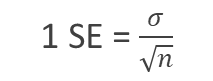 1 SE = σ/√n